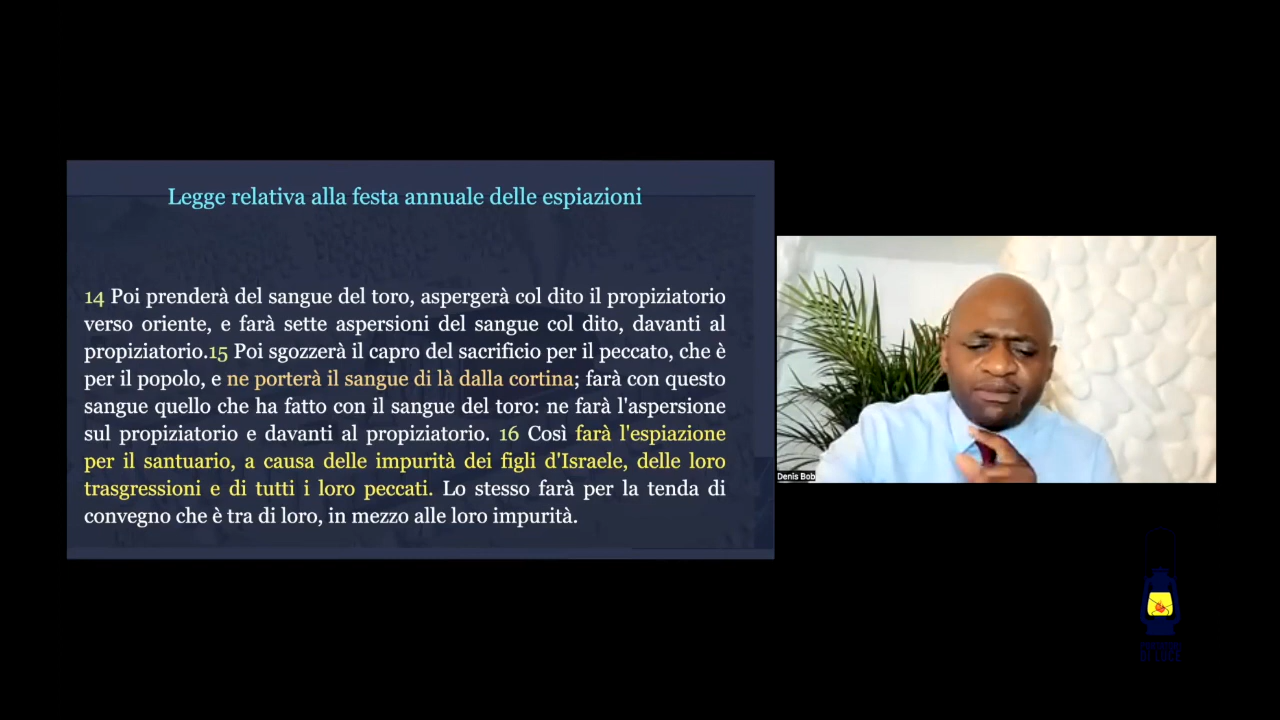 Legge relativa alla festa annuale delle espiazioni
14 Poi prenderà del sangue del toro, aspergerà col dito il propiziatorio
verso oriente, e farà sette aspersioni del sangue col dito, davanti al
propiziatorio.15 Poi sgozzerà il capro del sacrificio per il peccato, che è
per il popolo, e ne porterà il sangue di là dalla cortina; farà con questo
sangue quello che ha fatto con il sangue del toro: ne farà l'aspersione
sul propiziatorio e davanti al propiziatorio. 16 Così farà l'espiazione
per il santuario, a causa delle impurità dei figli d'Israele, delle loro
trasgressioni e di tutti i loro peccati. Lo stesso farà per la tenda di
convegno che è tra di loro, in mezzo alle loro impurità.
Denis Bob
DI LUCE